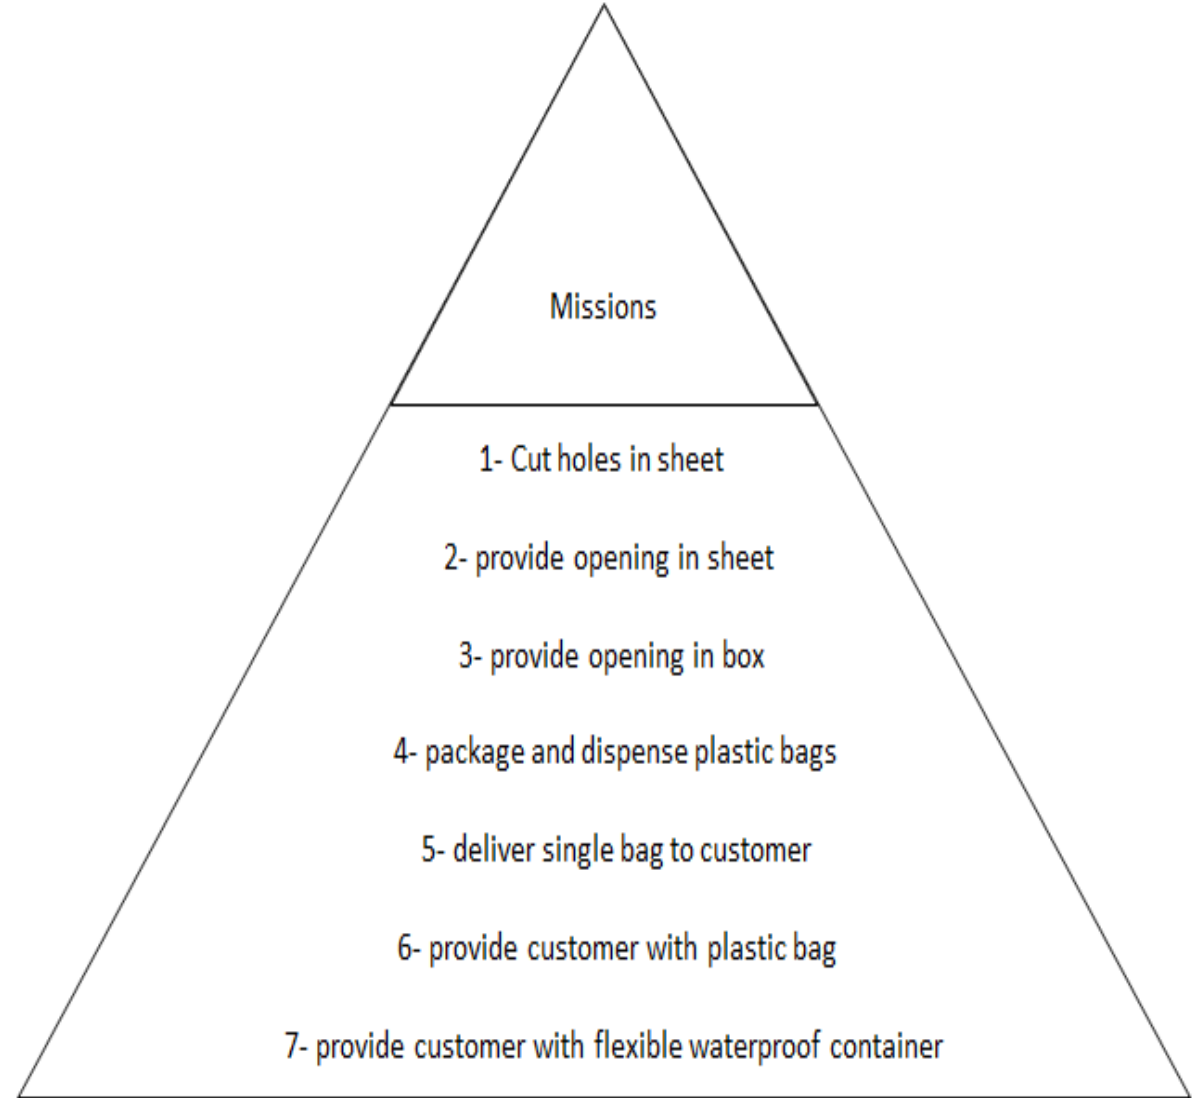 Missions
1- Cut holes in sheet
2- provide opening in sheet
3- provide opening in box
4- package and dispense plastic bags
5- deliver single bag to customer
6- provide customer with plastic bag
7- provide customer with flexible waterproof container